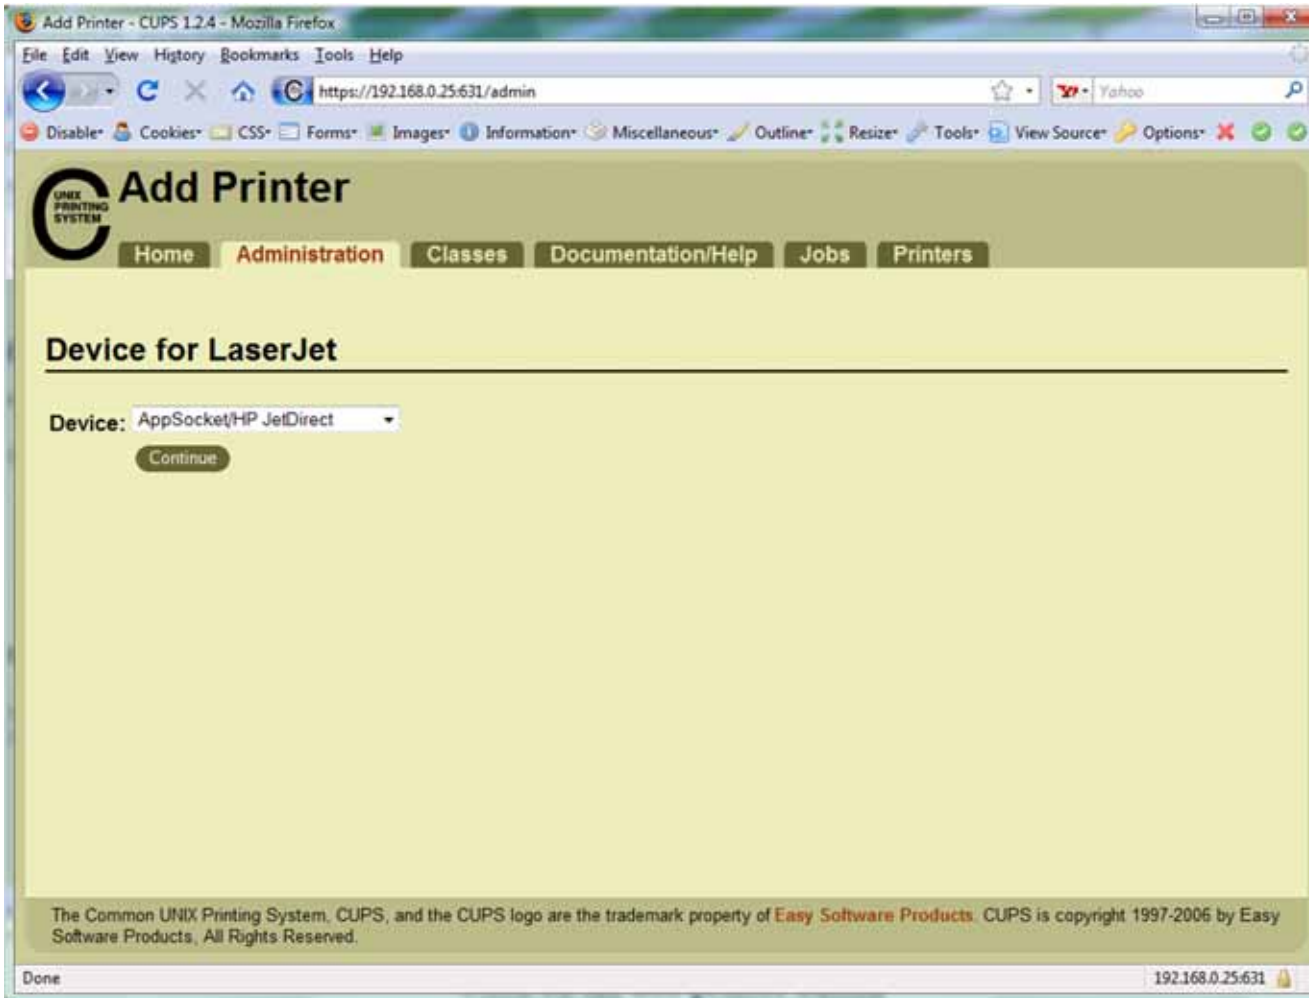 Add Printer - CUPS 1.2.4 - Mozilla Firefox
File Edit View History Bookmarks Tools Help
https://192.168.0.25:631/admin
Yahoo
Disable Cookies CSS Forms Images Information Miscellaneous Outline Resize Tools View Source Options
UNIX
PRINTING
SYSTEM
Add Printer
Home Administration Classes Documentation/Help Jobs Printers
Device for LaserJet
Device: AppSocket/HP JetDirect
Continue
The Common UNIX Printing System, CUPS, and the CUPS logo are the trademark property of Easy Software Products. CUPS is copyright 1997-2006 by Easy
Software Products, All Rights Reserved.
Done 192.168.0.25:631